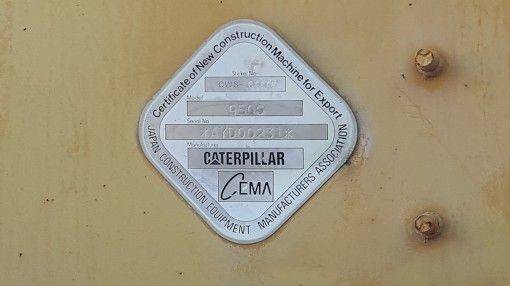 Certificate of New Construction Machine for Export
Sticker No.
Model
950G
Serial No.
*AYD00231*
Manufacturer
CATERPILLAR
CEMA
JAPAN CONSTRUCTION EQUIPMENT MANUFACTURERS ASSOCIATION